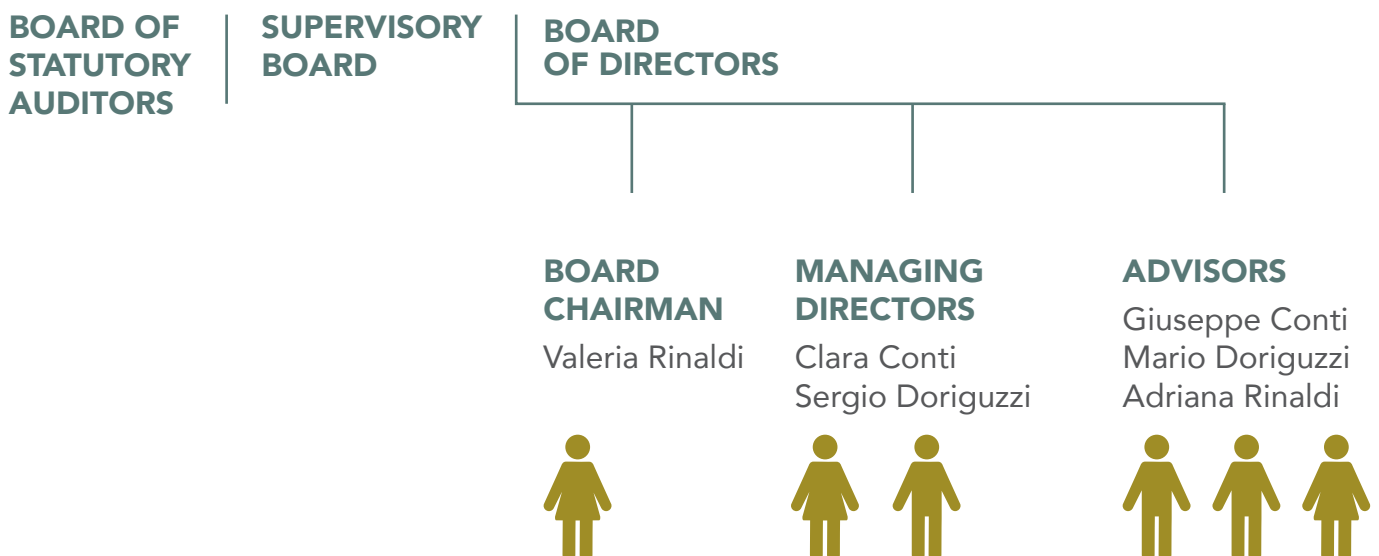 BOARD OF
STATUTORY
AUDITORS
SUPERVISORY
BOARD
BOARD
OF DIRECTORS
BOARD
CHAIRMAN
Valeria Rinaldi
MANAGING
DIRECTORS
Clara Conti
Sergio Doriguzzi
ADVISORS
Giuseppe Conti
Mario Doriguzzi
Adriana Rinaldi